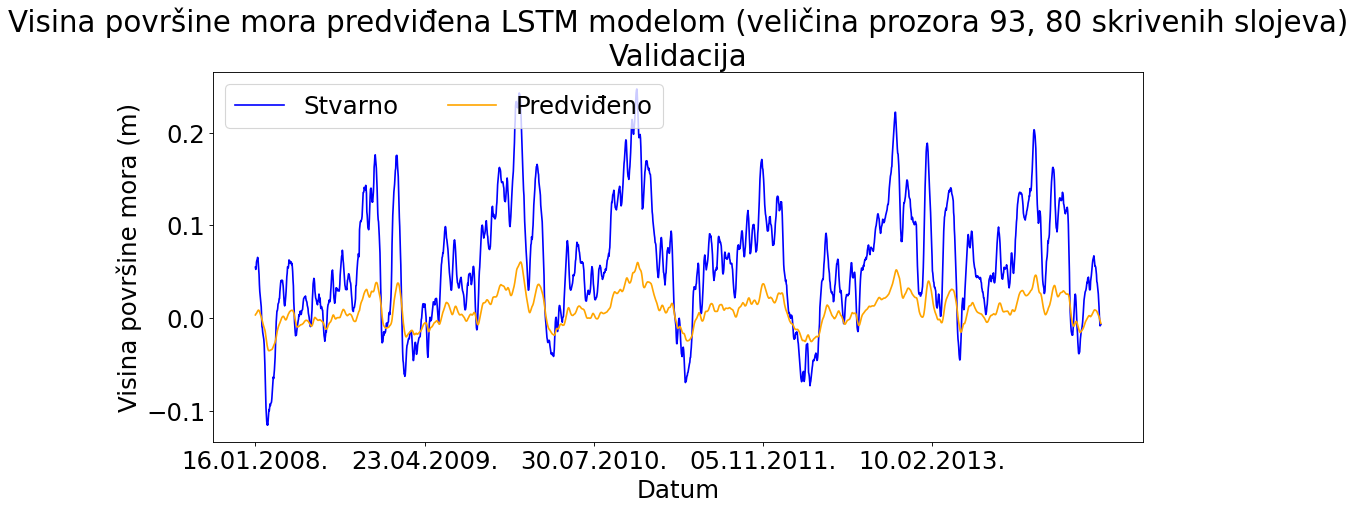 Visina površine mora predviđena LSTM modelom (veličina prozora 93, 80 skrivenih slojeva)
Validacija
Stvarno Predviđeno
Visina površine mora (m)
0.2
0.1
0.0
−0.1
16.01.2008. 23.04.2009. 30.07.2010. 05.11.2011. 10.02.2013.
Datum